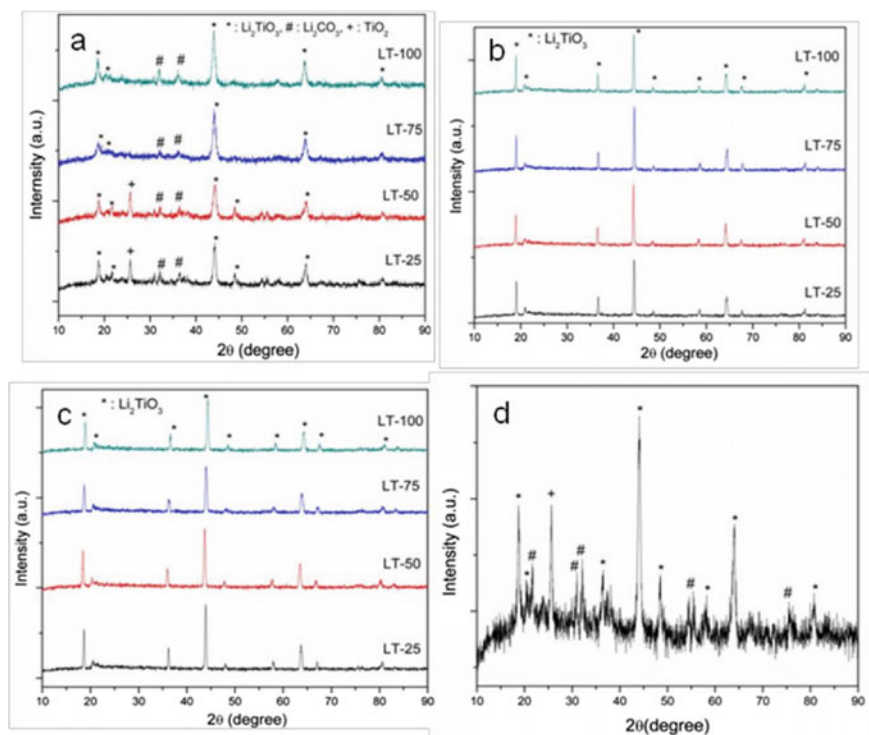 a
* : Li₂TiO₃, # : Li₂CO₃, + : TiO₂
* # # * * *
LT-100
* * # # * *
LT-75
* * + # # * * *
LT-50
* * + # # * * *
LT-25
Internsity (a.u.)
10 20 30 40 50 60 70 80 90
2θ (degree)
b
* : Li₂TiO₃
* * * * * * * * *
LT-100
LT-75
LT-50
LT-25
Intensity (a.u.)
10 20 30 40 50 60 70 80 90
2θ (degree)
c
* : Li₂TiO₃
* * * * * * * * *
LT-100
LT-75
LT-50
LT-25
Intensity (a.u.)
10 20 30 40 50 60 70 80 90
2θ (degree)
d
* * # + # # * * * # * * # *
Intensity (a.u.)
10 20 30 40 50 60 70 80 90
2θ(degree)